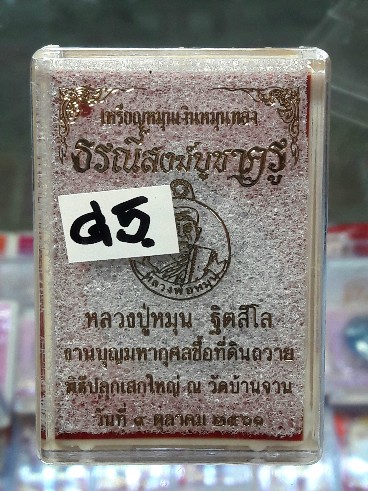 เหรียญหมุนเงินหมุนทอง
ธรณีสงฆ์บูชาครู
๔๕
หลวงพ่อหมุน
หลวงปู่หมุน ฐิตสีโล
งานบุญมหากุศลซื้อที่ดินถวาย
พิธีปลุกเสกใหญ่ ณ วัดบ้านจาน
วันที่ ๙ ตุลาคม ๒๕๖๑